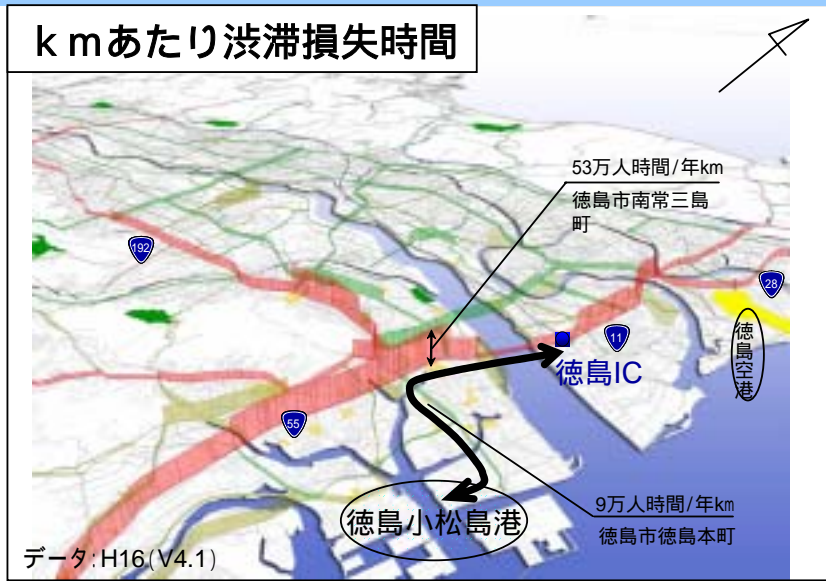 ｋｍあたり渋滞損失時間
53万人時間/年km
徳島市南常三島
町
192
28
11
徳島空港
徳島IC
55
徳島小松島港
9万人時間/年km
徳島市徳島本町
データ:H16(V4.1)